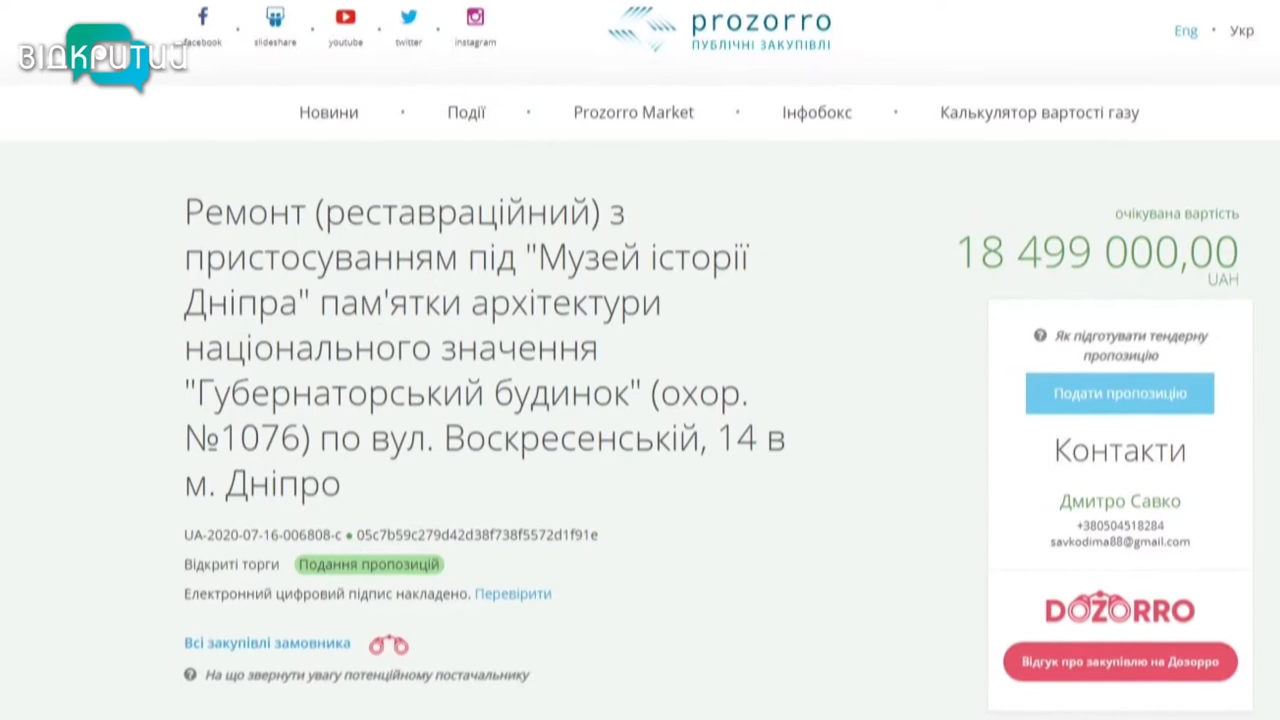 facebook
slideshare
youtube
twitter
instagram
prozorro
ПУБЛІЧНІ ЗАКУПІВЛІ
Eng • Укр
ВІДКРИТИЙ
Новини • Події • Prozorro Market • Інфобокс • Калькулятор вартості газу
Ремонт (реставраційний) з
пристосуванням під "Музей історії
Дніпра" пам'ятки архітектури
національного значення
"Губернаторський будинок" (охор.
№1076) по вул. Воскресенській, 14 в
м. Дніпро
UA-2020-07-16-006808-c ● 05c7b59c279d42d38f738f5572d1f91e
Відкриті торги Подання пропозицій
Електронний цифровий підпис накладено. Перевірити
Всі закупівлі замовника
На що звернути увагу потенційному постачальнику
очікувана вартість
18 499 000,00
UAH
Як підготувати тендерну
пропозицію
Подати пропозицію
Контакти
Дмитро Савко
+380504518284
savkodima88@gmail.com
DOZORRO
Відгук про закупівлю на Дозорро